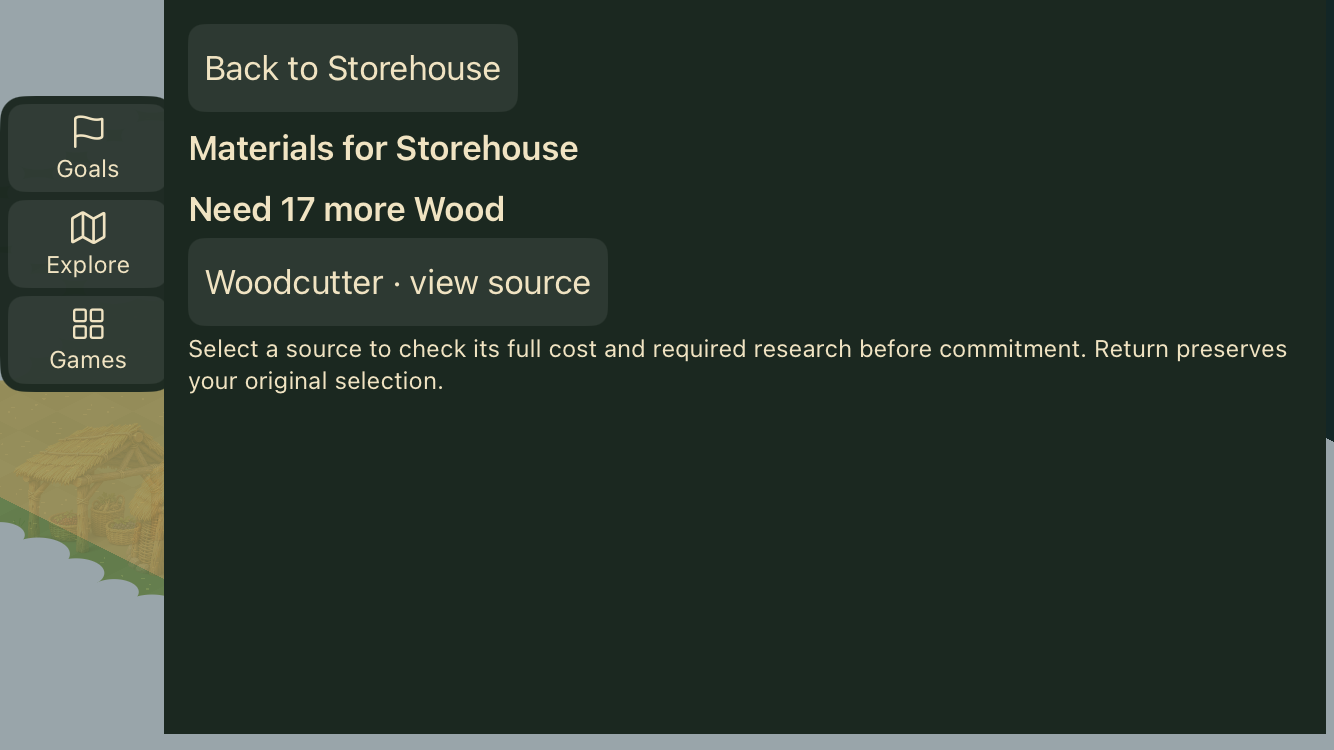 Back to Storehouse
Materials for Storehouse
Goals
Need 17 more Wood
Explore
Woodcutter · view source
Games
Select a source to check its full cost and required research before commitment. Return preserves
your original selection.